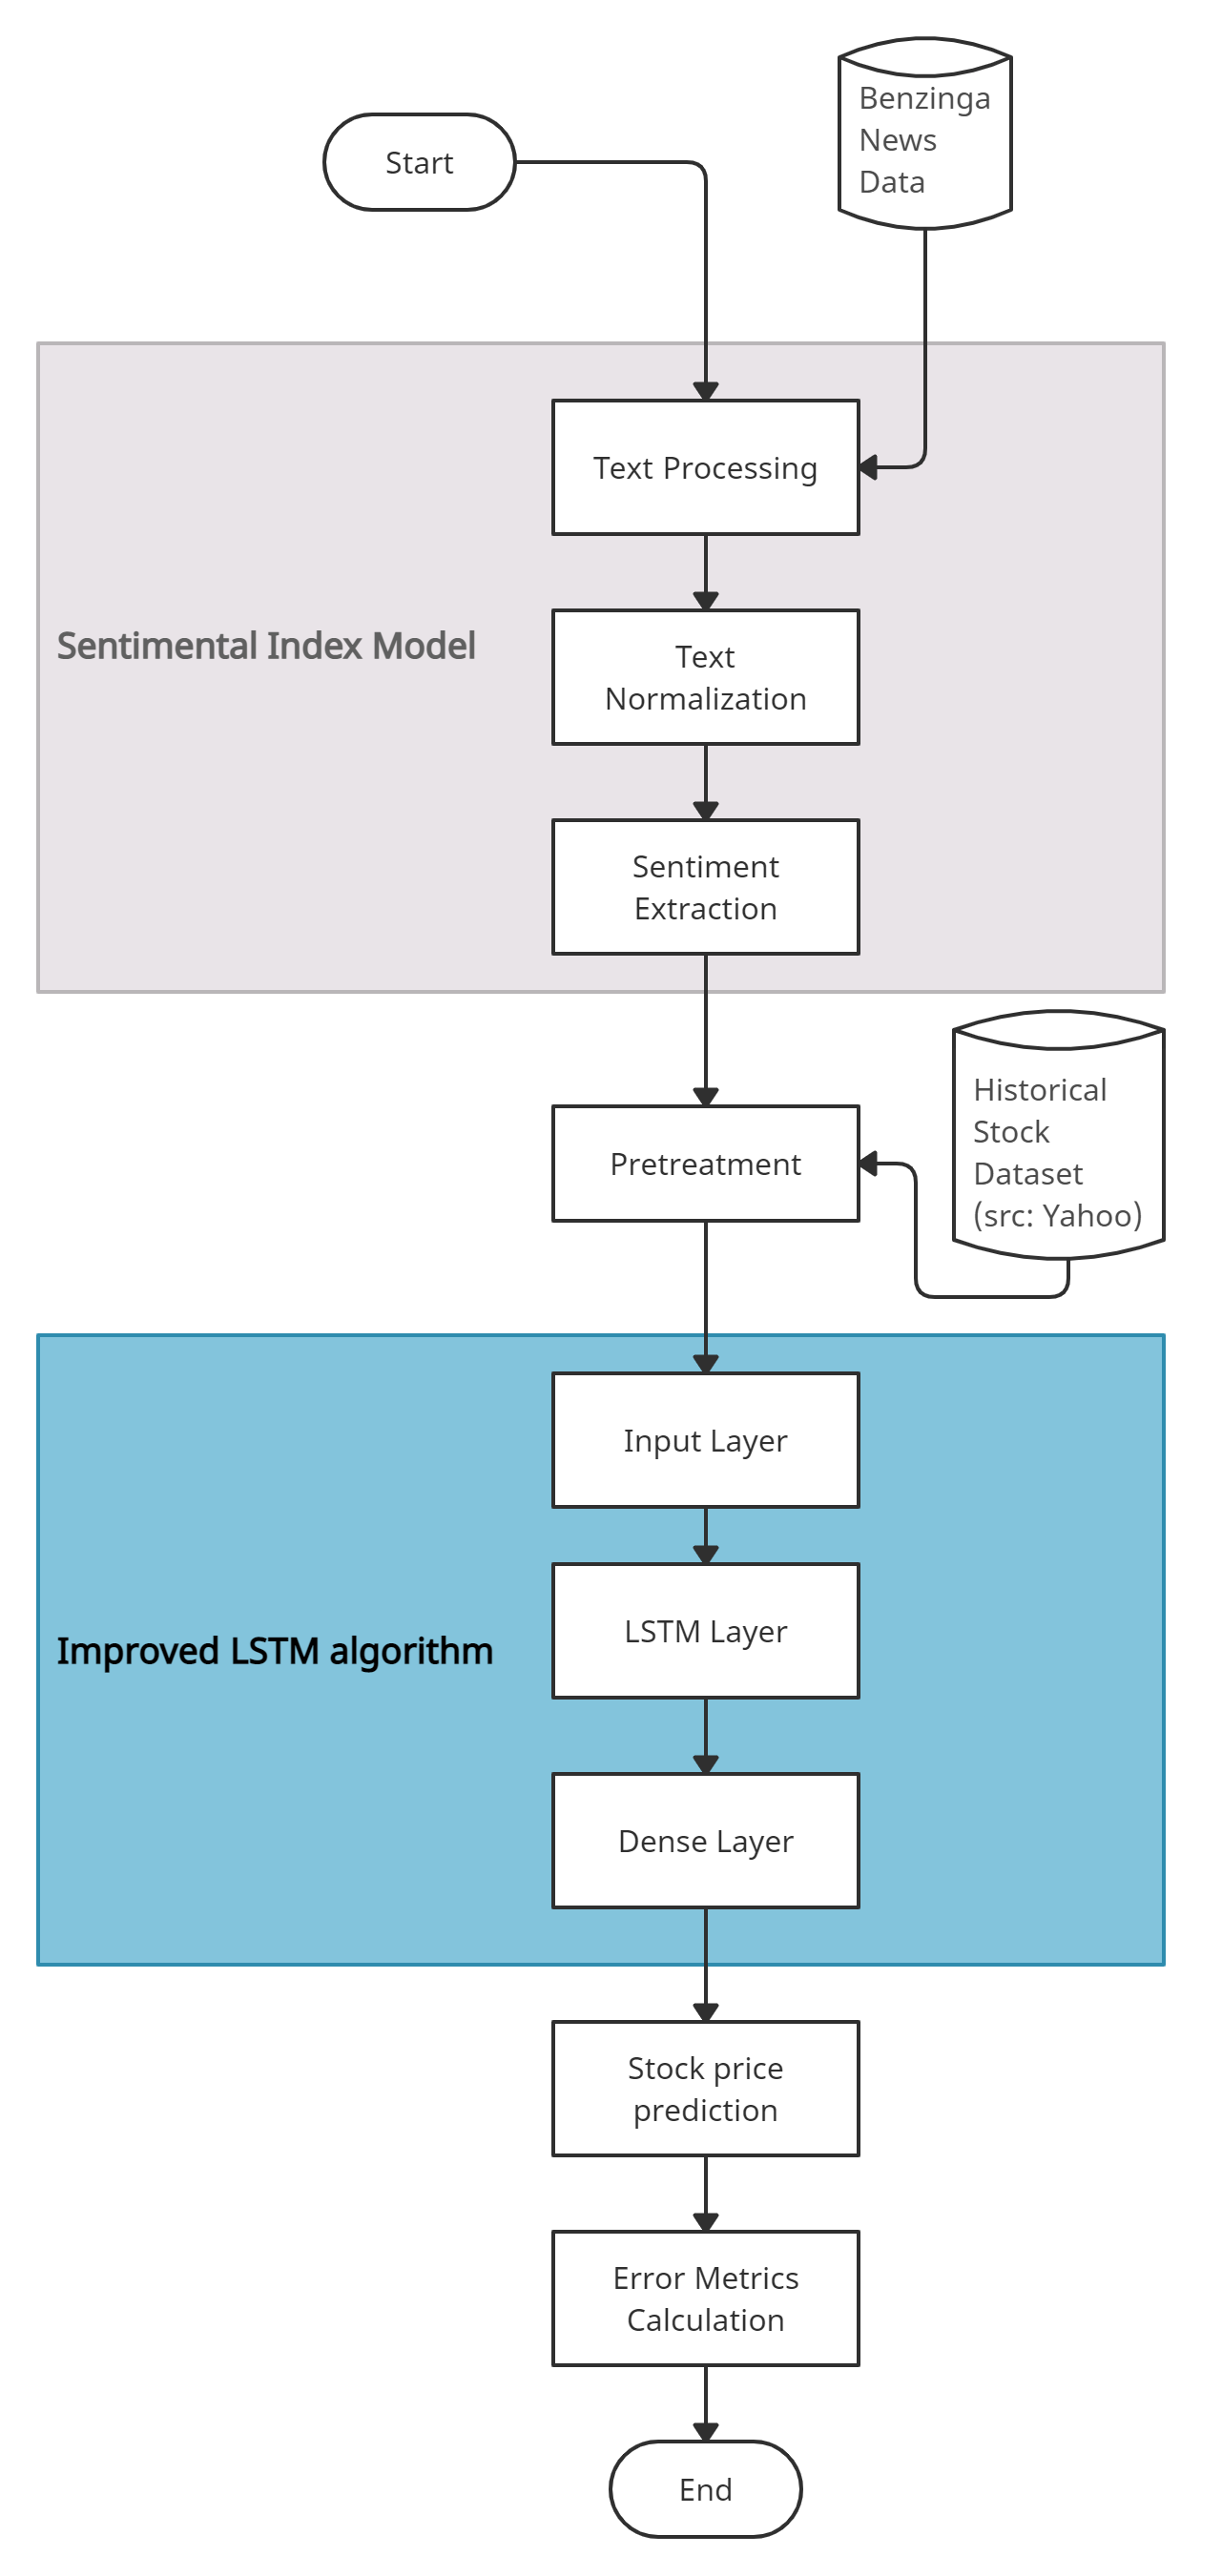 Start
Benzinga
News
Data
Text Processing
Sentimental Index Model
Text
Normalization
Sentiment
Extraction
Pretreatment
Historical
Stock
Dataset
(src: Yahoo)
Input Layer
LSTM Layer
Improved LSTM algorithm
Dense Layer
Stock price
prediction
Error Metrics
Calculation
End